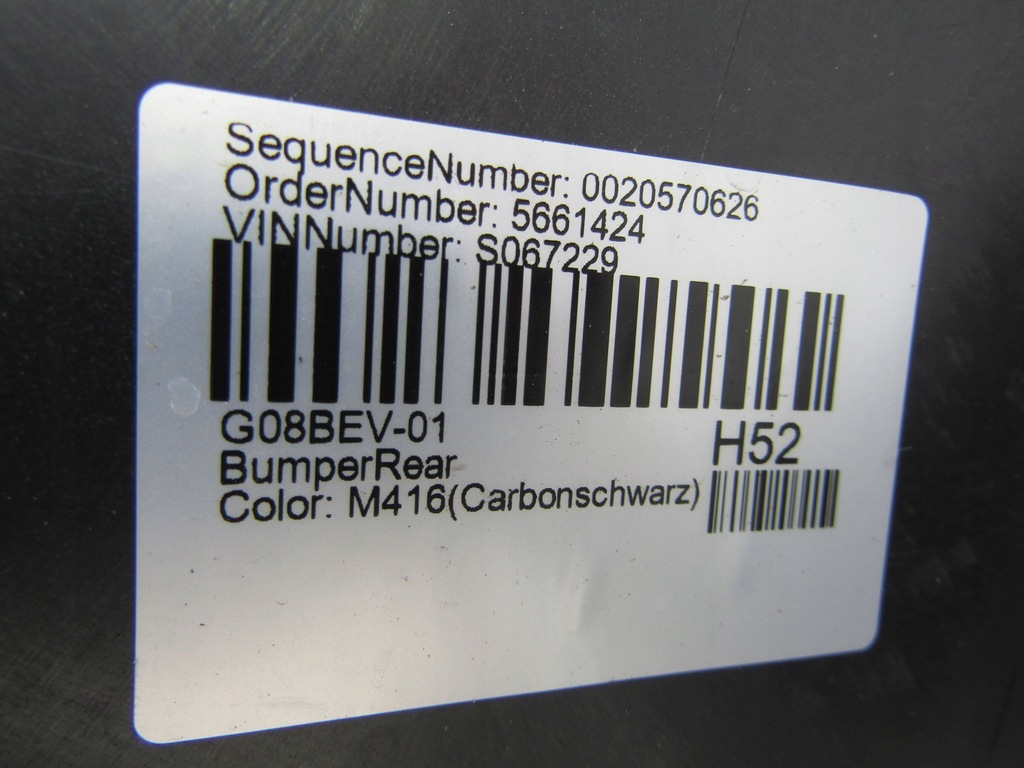 SequenceNumber: 0020570626
OrderNumber: 5661424
VINNumber: S067229
G08BEV-01
H52
BumperRear
Color: M416(Carbonschwarz)